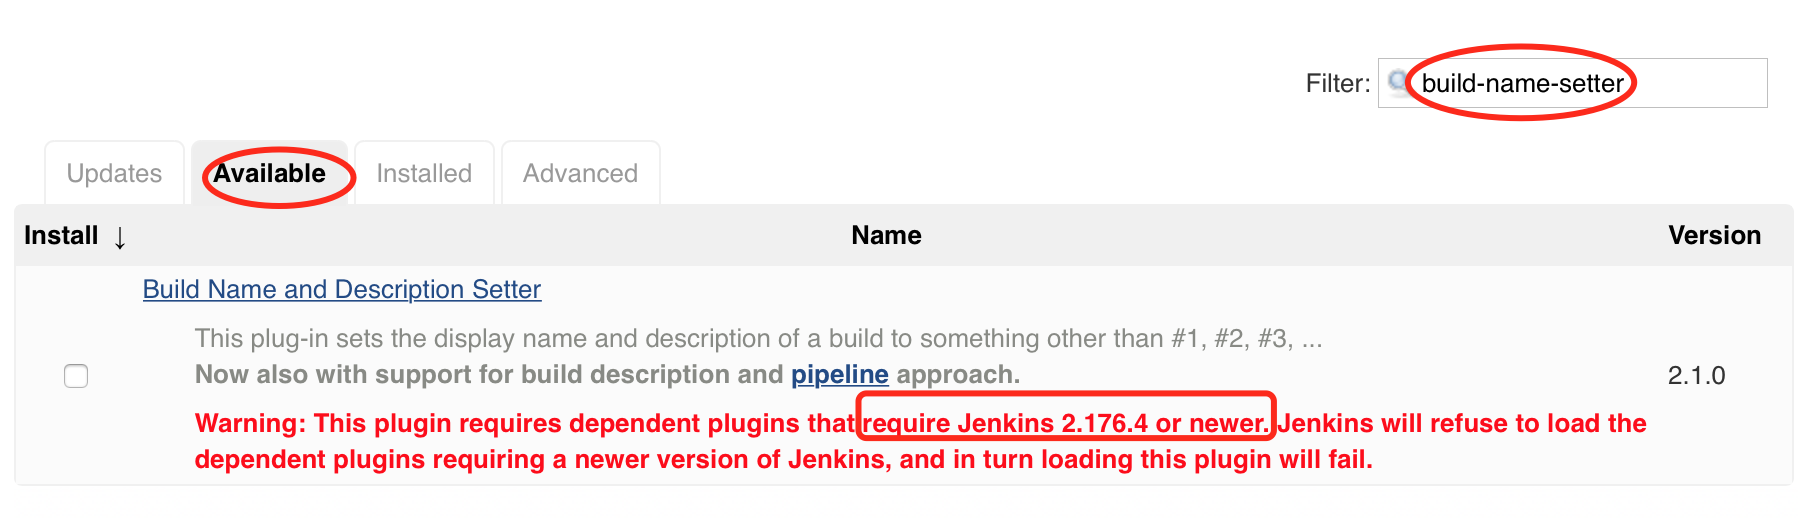 Filter: build-name-setter
Updates Available Installed Advanced
Install ↓ Name Version
Build Name and Description Setter
This plug-in sets the display name and description of a build to something other than #1, #2, #3, ...
Now also with support for build description and pipeline approach.
2.1.0
Warning: This plugin requires dependent plugins that require Jenkins 2.176.4 or newer. Jenkins will refuse to load the
dependent plugins requiring a newer version of Jenkins, and in turn loading this plugin will fail.